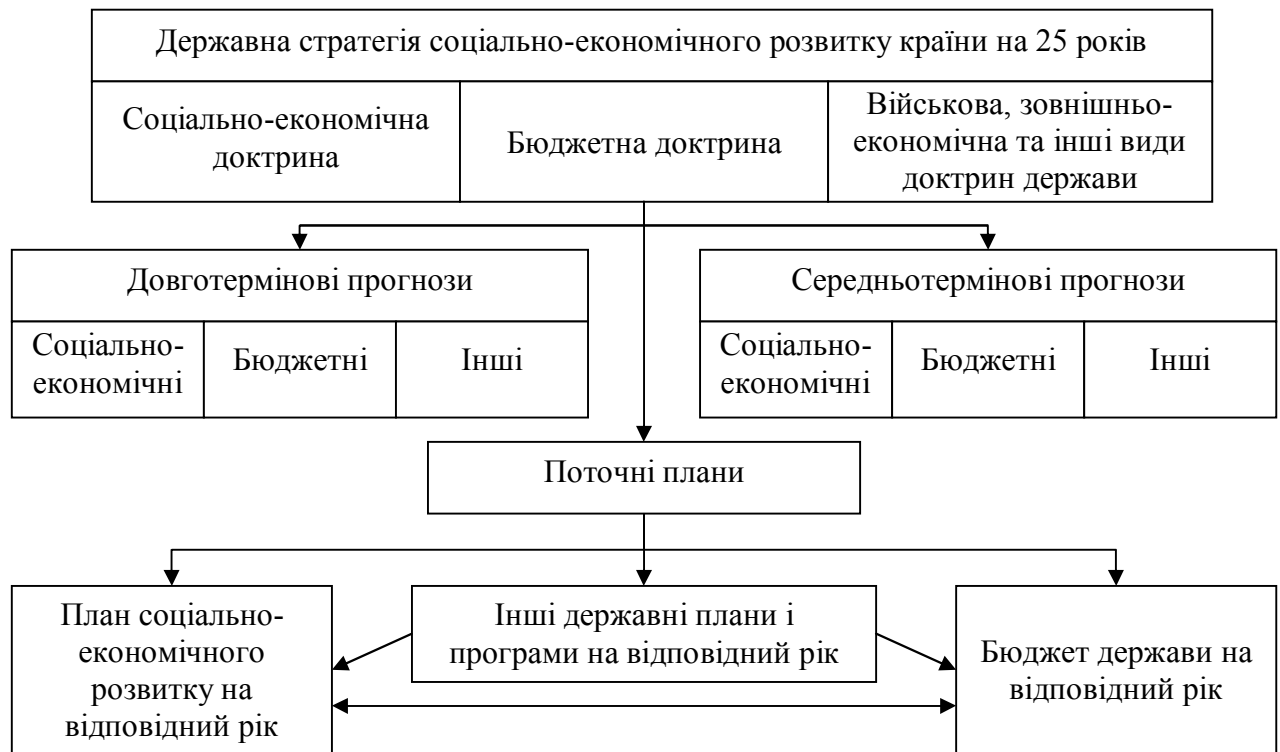 Державна стратегія соціально-економічного розвитку країни на 25 років
Соціально-економічна
доктрина
Бюджетна доктрина
Військова, зовнішньо-
економічна та інші види
доктрин держави
Довготермінові прогнози
Соціально-
економічні
Бюджетні
Інші
Середньотермінові прогнози
Соціально-
економічні
Бюджетні
Інші
Поточні плани
План соціально-
економічного
розвитку на
відповідний рік
Інші державні плани і
програми на відповідний рік
Бюджет держави на
відповідний рік